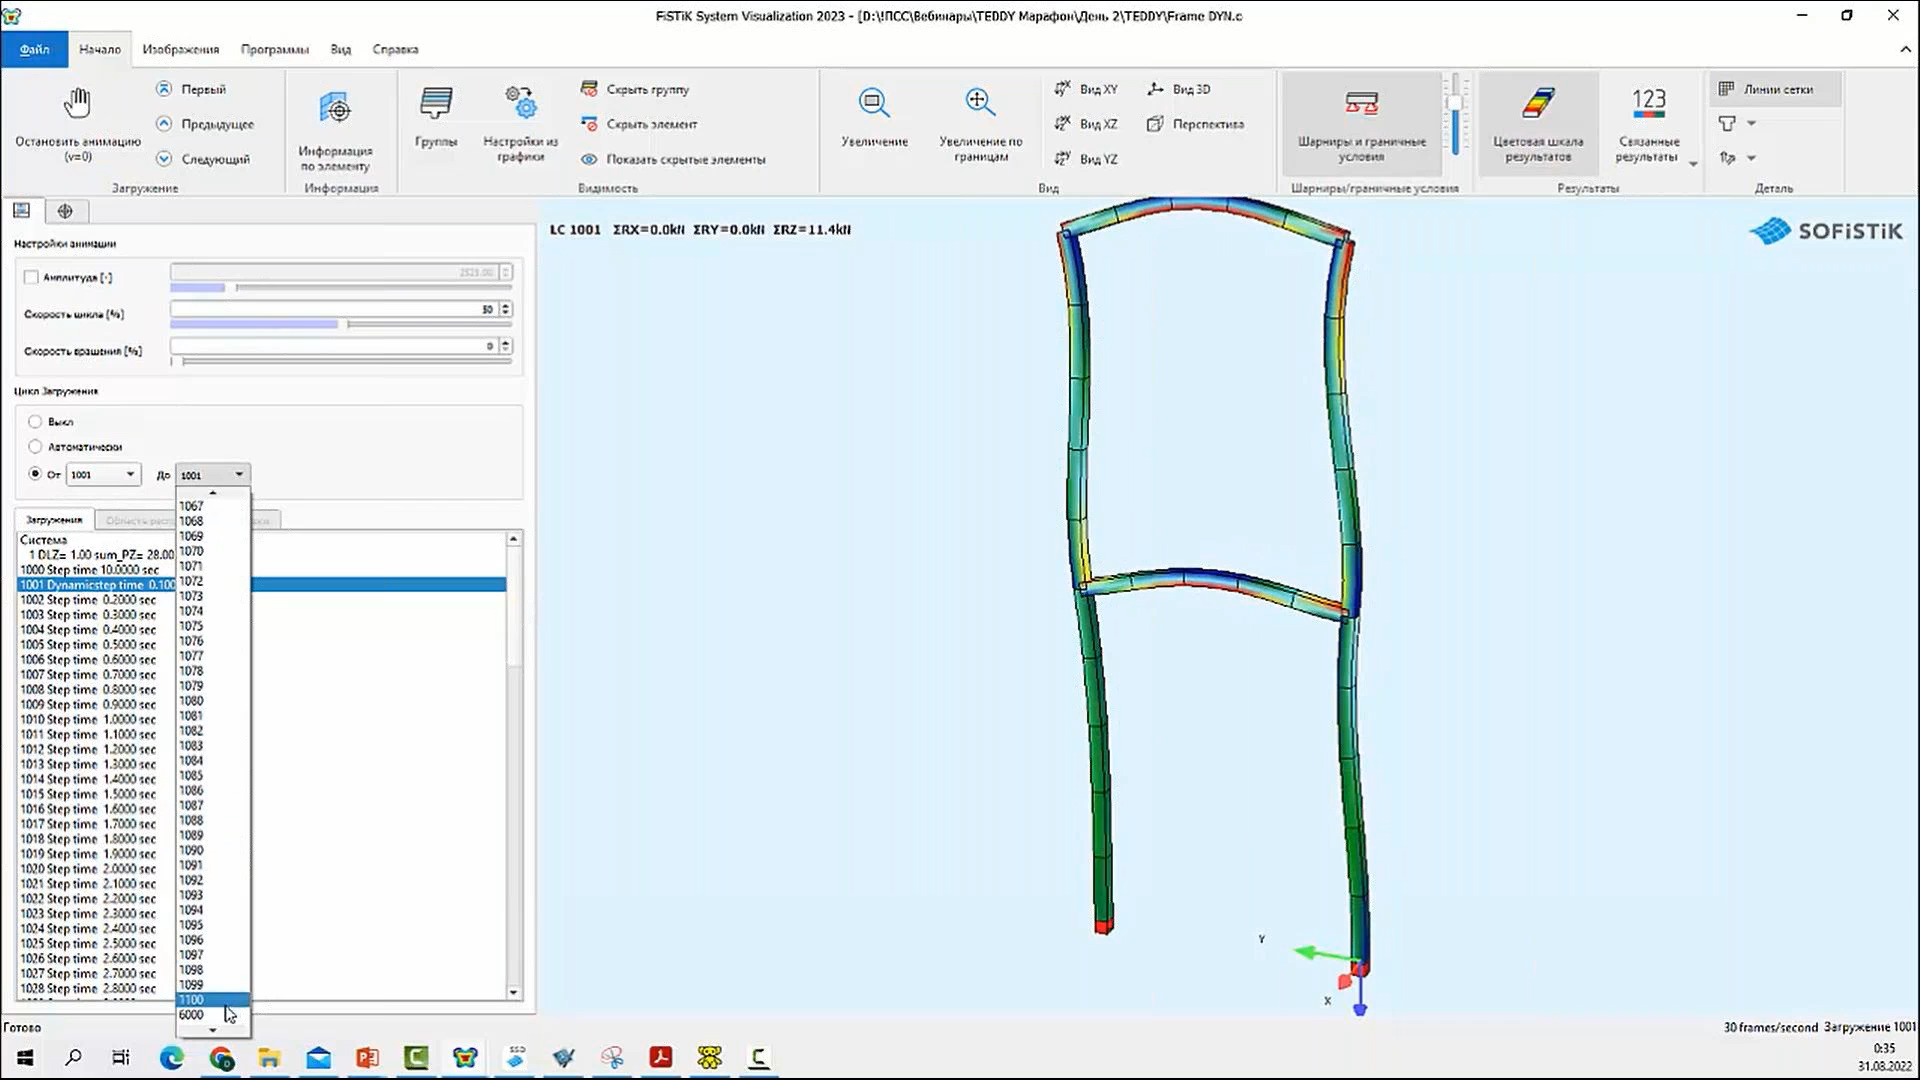 FiSTiK System Visualization 2023 - [D:\!ПСС\Вебинары\TEDDY Марафон\День 2\TEDDY\Frame DYN.c
Файл Начало Изображения Программы Вид Справка
Остановить анимацию (v=0)
Первый
Предыдущее
Следующий
Загружение
Информация по элементу
Информация
Группы
Настройки из графики
Скрыть группу
Скрыть элемент
Показать скрытые элементы
Видимость
Увеличение
Увеличение по границам
Вид XY
Вид XZ
Вид YZ
Вид 3D
Перспектива
Вид
Шарниры и граничные условия
Шарниры/граничные условия
Цветовая шкала результатов
123
Связанные результаты
Результаты
Линии сетки
Деталь
LC 1001 ΣRX=0.0kN ΣRY=0.0kN ΣRZ=11.4kN
SOFiSTiK
Настройки анимации
Амплитуда [-]
Скорость цикла [%] 50
Скорость вращения [%] 0
Цикл Загружения
Выкл
Автоматически
От 1001 До 1001
Загружения
Система
1 DLZ= 1.00 sum_PZ= 28.00
1000 Step time 10.0000 sec
1001 Dynamicstep time 0.100
1002 Step time 0.2000 sec
1003 Step time 0.3000 sec
1004 Step time 0.4000 sec
1005 Step time 0.5000 sec
1006 Step time 0.6000 sec
1007 Step time 0.7000 sec
1008 Step time 0.8000 sec
1009 Step time 0.9000 sec
1010 Step time 1.0000 sec
1011 Step time 1.1000 sec
1012 Step time 1.2000 sec
1013 Step time 1.3000 sec
1014 Step time 1.4000 sec
1015 Step time 1.5000 sec
1016 Step time 1.6000 sec
1017 Step time 1.7000 sec
1018 Step time 1.8000 sec
1019 Step time 1.9000 sec
1020 Step time 2.0000 sec
1021 Step time 2.1000 sec
1022 Step time 2.2000 sec
1023 Step time 2.3000 sec
1024 Step time 2.4000 sec
1025 Step time 2.5000 sec
1026 Step time 2.6000 sec
1027 Step time 2.7000 sec
1028 Step time 2.8000 sec
1067
1068
1069
1070
1071
1072
1073
1074
1075
1076
1077
1078
1079
1080
1081
1082
1083
1084
1085
1086
1087
1088
1089
1090
1091
1092
1093
1094
1095
1096
1097
1098
1099
1100
6000
Y
X
Готово
30 frames/second Загружение 1001
0:35
31.08.2022